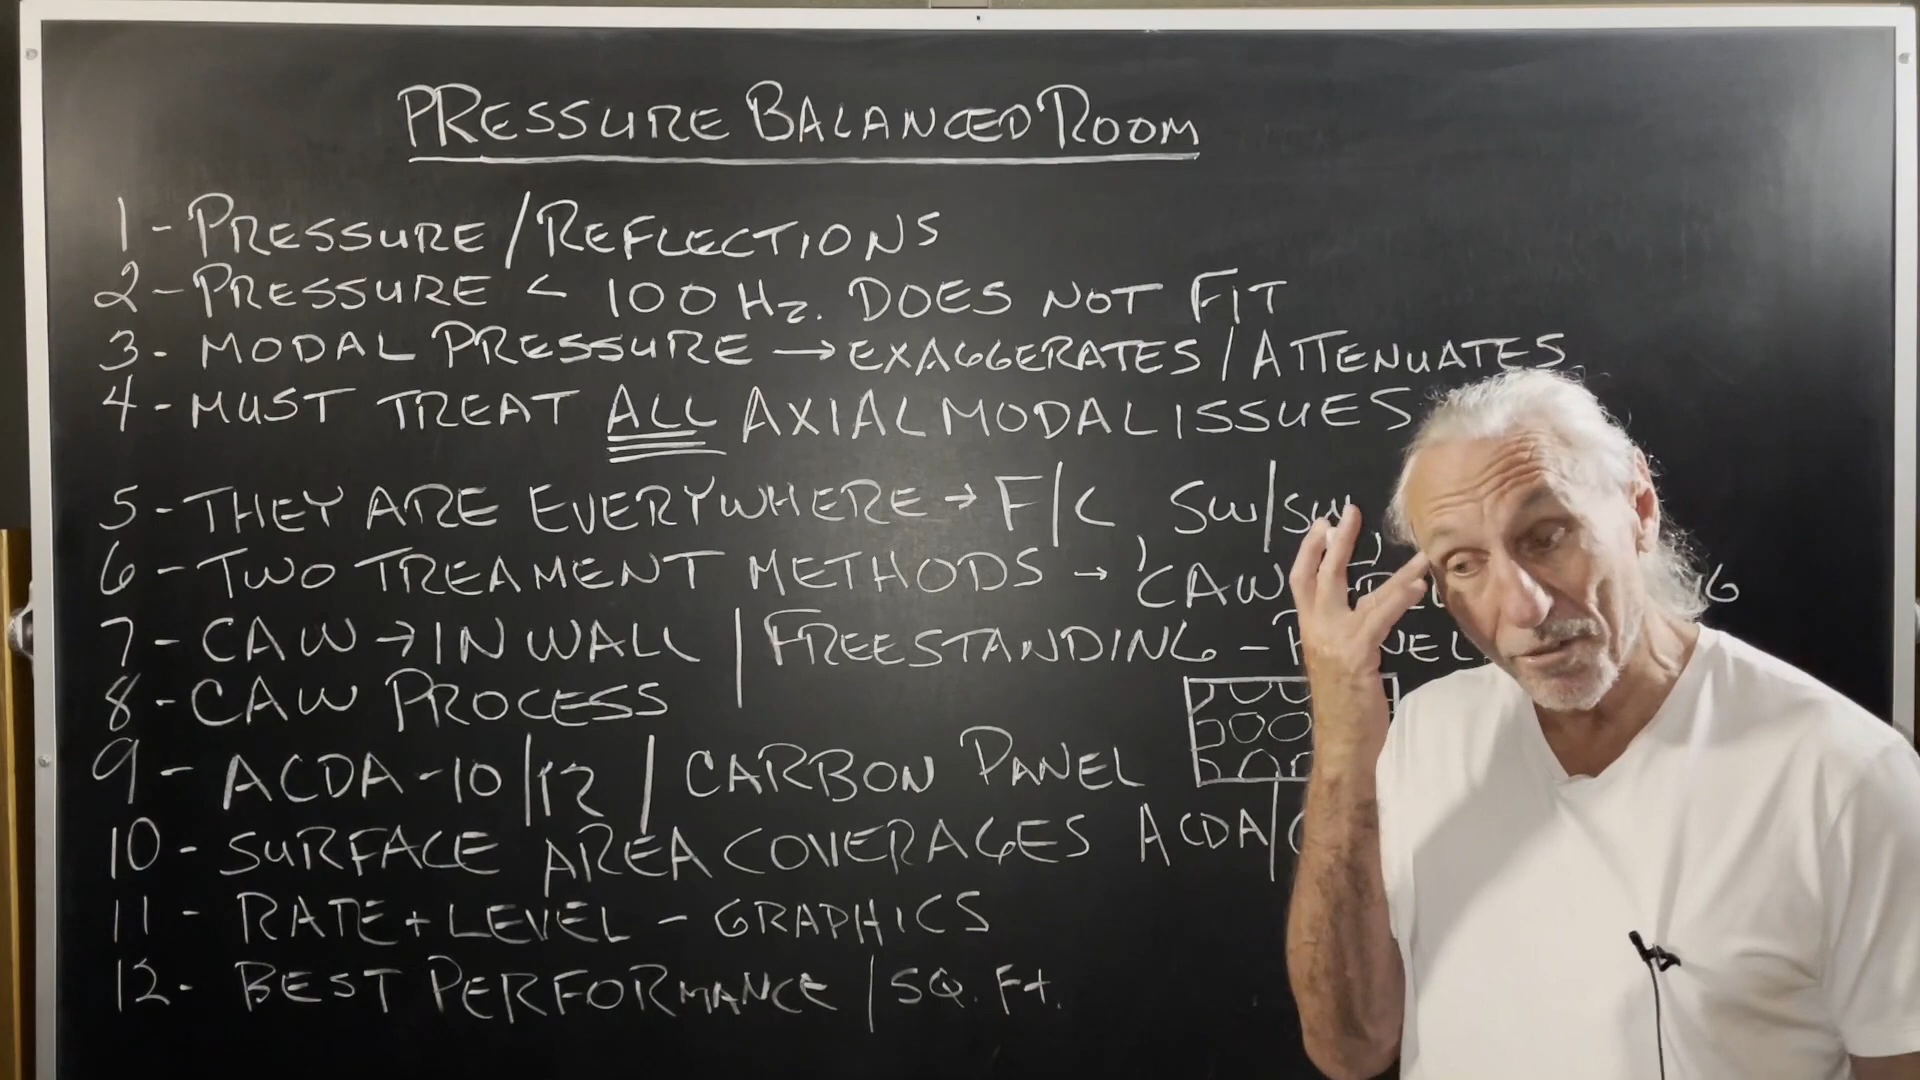 PRESSURE BALANCED ROOM
1 - PRESSURE / REFLECTIONS
2 - PRESSURE < 100 Hz. DOES NOT FIT
3 - MODAL PRESSURE → EXAGGERATES / ATTENUATES
4 - MUST TREAT ALL AXIAL MODAL ISSUES
5 - THEY ARE EVERYWHERE → F/C SW/SW
6 - TWO TREAMENT METHODS → CAW
7 - CAW → IN WALL | FREESTANDING -
8 - CAW PROCESS
9 - ACDA - 10/12 / CARBON PANEL
10 - SURFACE AREA COVERAGES ACDA/
11 - RATE + LEVEL - GRAPHICS
12 - BEST PERFORMANCE / SQ. Ft.